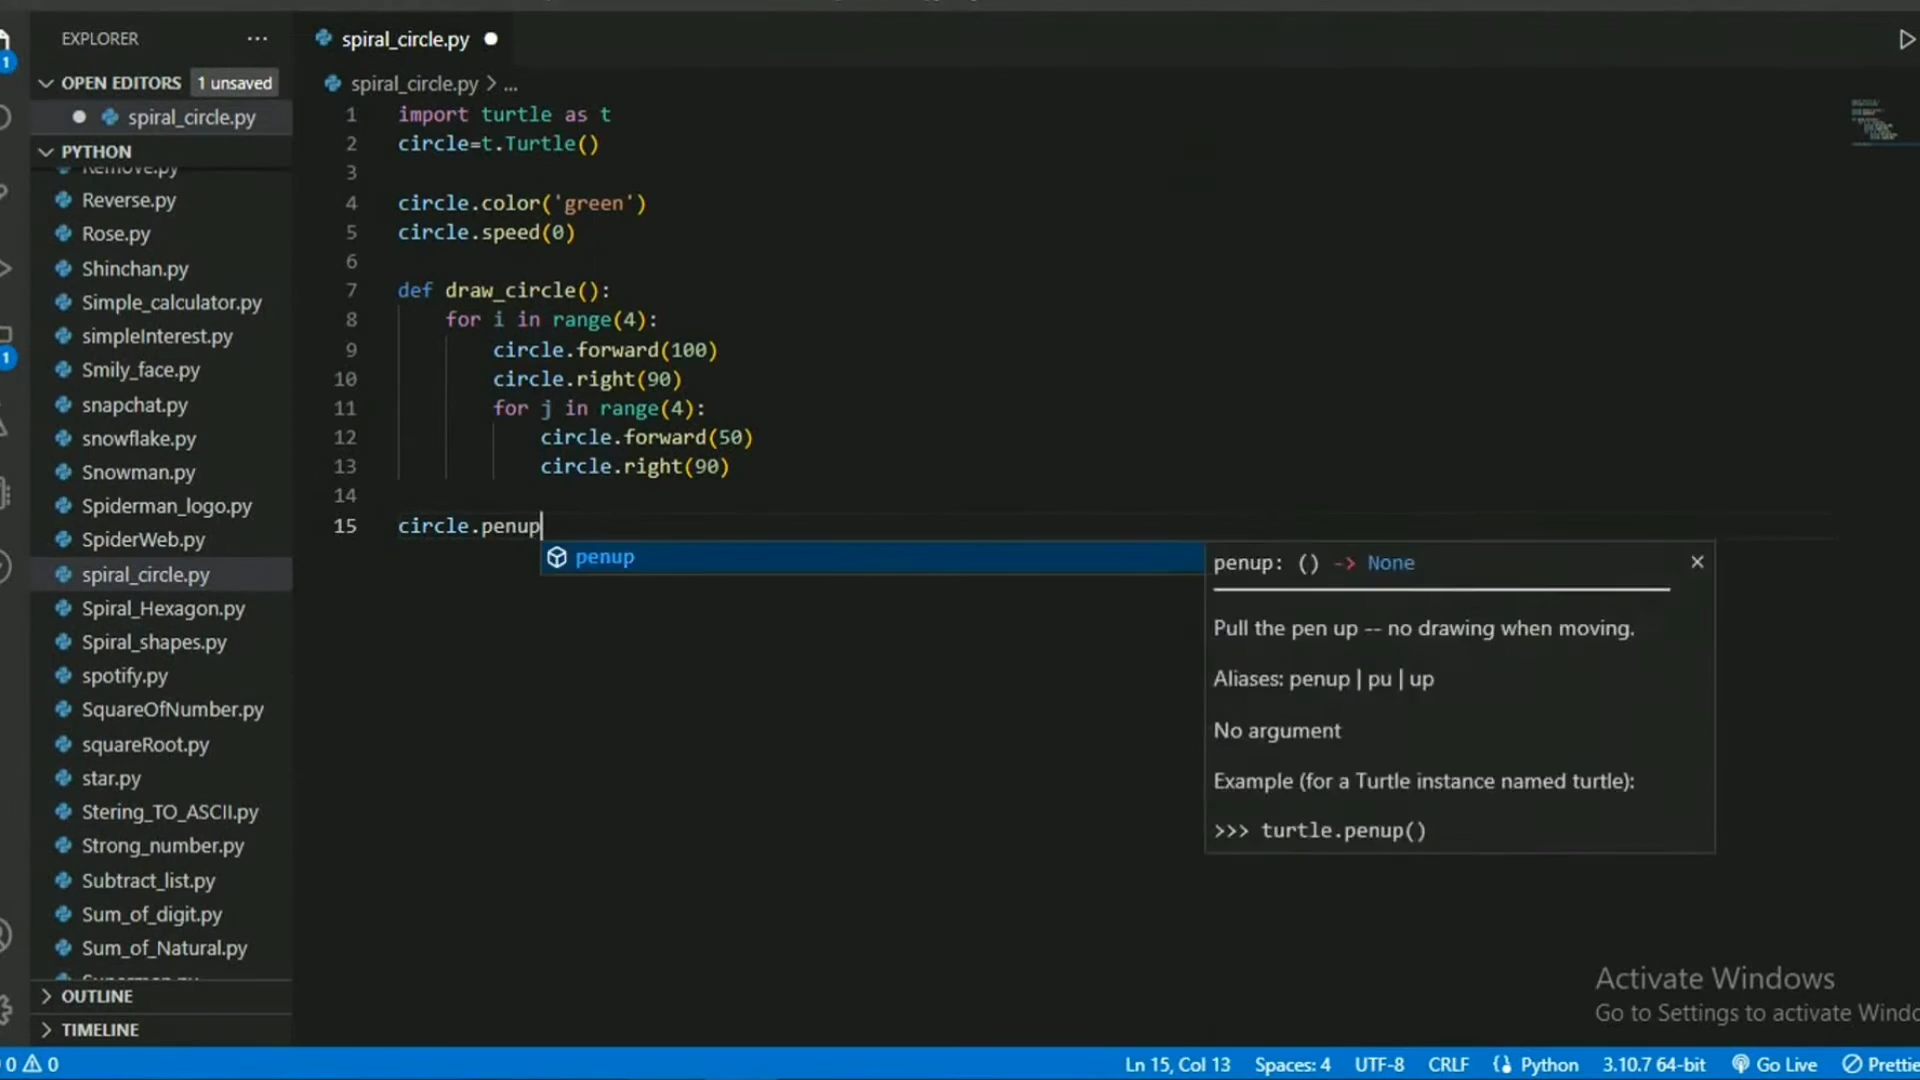 EXPLORER
OPEN EDITORS 1 unsaved
spiral_circle.py
PYTHON
Remove.py
Reverse.py
Rose.py
Shinchan.py
Simple_calculator.py
simpleInterest.py
Smily_face.py
snapchat.py
snowflake.py
Snowman.py
Spiderman_logo.py
SpiderWeb.py
spiral_circle.py
Spiral_Hexagon.py
Spiral_shapes.py
spotify.py
SquareOfNumber.py
squareRoot.py
star.py
Stering_TO_ASCII.py
Strong_number.py
Subtract_list.py
Sum_of_digit.py
Sum_of_Natural.py
OUTLINE
TIMELINE
spiral_circle.py
spiral_circle.py > ...
1 import turtle as t
2 circle=t.Turtle()
3
4 circle.color('green')
5 circle.speed(0)
6
7 def draw_circle():
8 for i in range(4):
9 circle.forward(100)
10 circle.right(90)
11 for j in range(4):
12 circle.forward(50)
13 circle.right(90)
14
15 circle.penup
penup
penup: () -> None
Pull the pen up -- no drawing when moving.
Aliases: penup | pu | up
No argument
Example (for a Turtle instance named turtle):
>>> turtle.penup()
Activate Windows
Go to Settings to activate Windo
1
1
0 0 Ln 15, Col 13 Spaces: 4 UTF-8 CRLF Python 3.10.7 64-bit Go Live Prettie